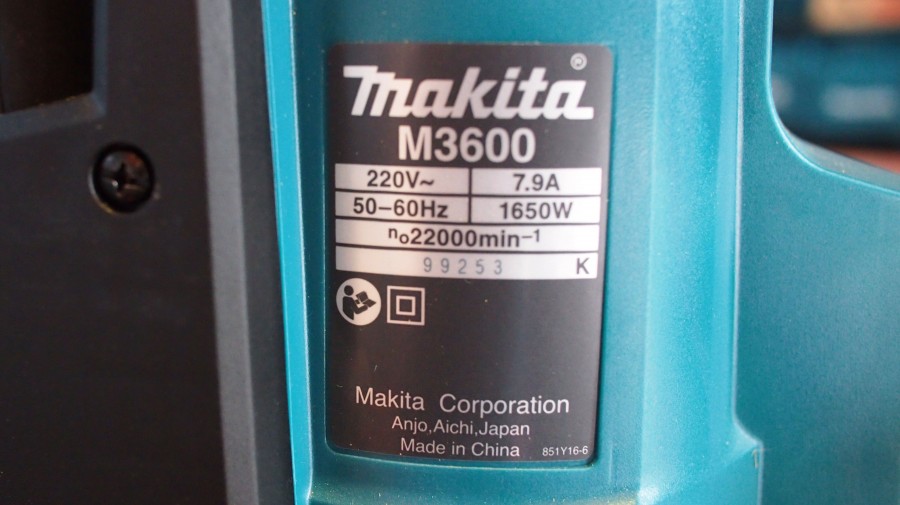 makita®
M3600
220V~ 7.9A
50–60Hz 1650W
no22000min-1
99253 K
Makita Corporation
Anjo,Aichi,Japan
Made in China 851Y16-6